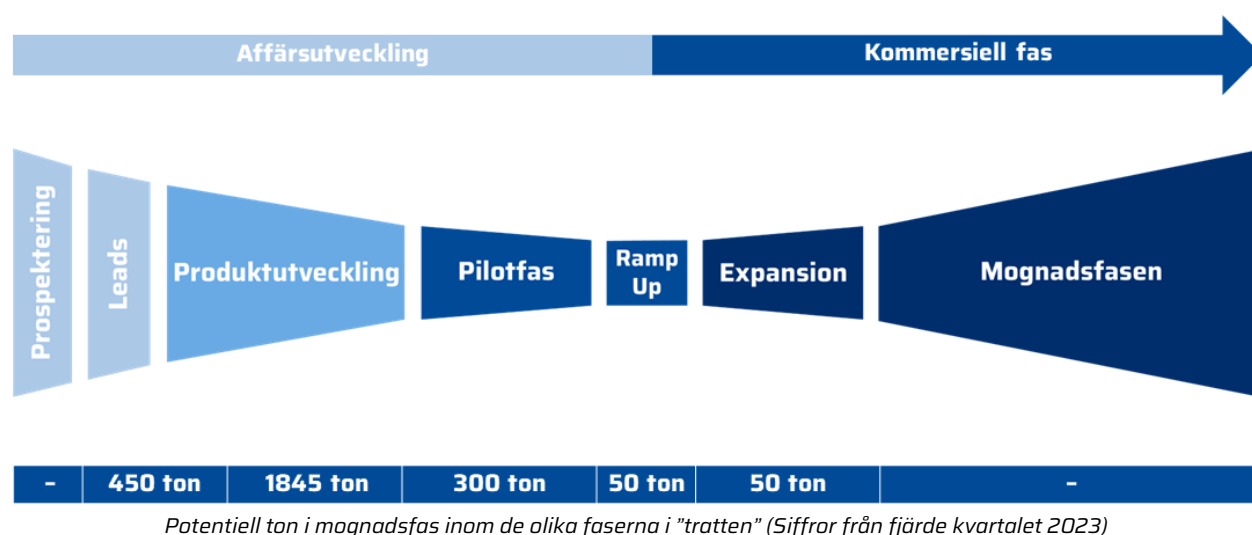 Affärsutveckling
Kommersiell fas
Prospektering
Leads
Produktutveckling
Pilotfas
Ramp
Up
Expansion
Mognadsfasen
– 450 ton 1845 ton 300 ton 50 ton 50 ton –
Potentiell ton i mognadsfas inom de olika faserna i ”tratten” (Siffror från fjärde kvartalet 2023)